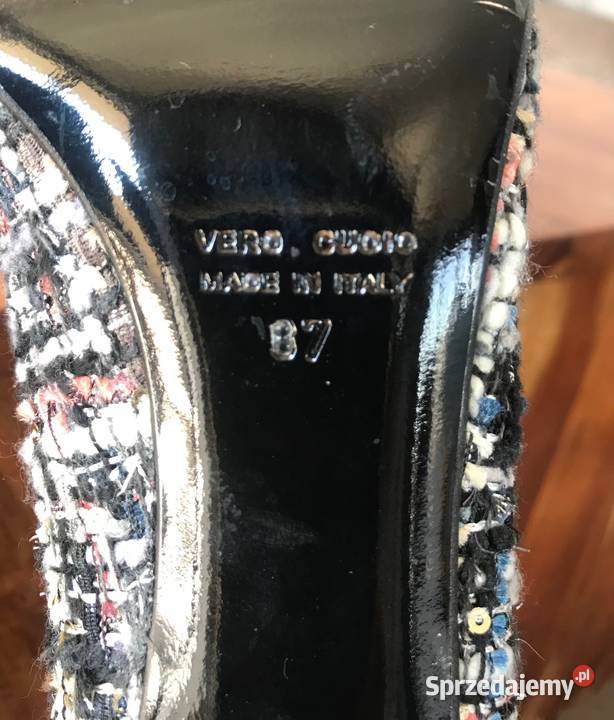 VERO CUOIO
MADE IN ITALY
37
Sprzedajemy.pl